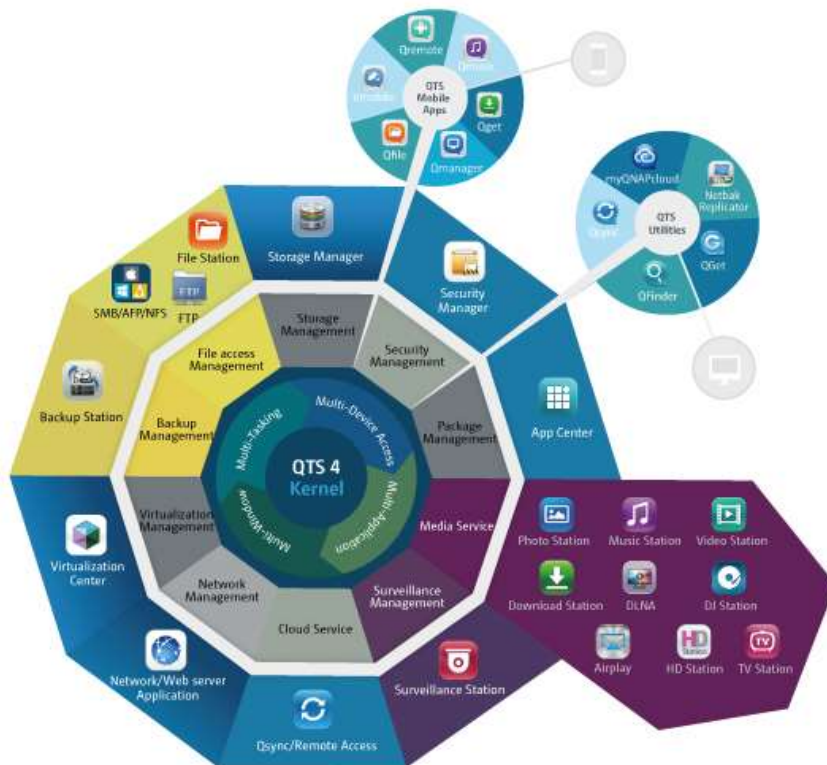 Qremote
QTS
Mobile
Apps
Qget
Qfile
Qmanager
myQNAPcloud
Netbak
Replicator
QTS
Utilities
QGet
QFinder
Storage Manager
File Station
SMB/AFP/NFS
FTP
FTP
Security
Manager
Backup Station
App Center
Storage
Management
Security
Management
File access
Management
Backup
Management
Package
Management
Multi-Tasking
Multi-Device Access
QTS 4
Kernel
Multi-Window
Multi-Application
Virtualization
Management
Media Service
Network
Management
Surveillance
Management
Cloud Service
Virtualization
Center
Network/Web server
Application
Qsync/Remote Access
Surveillance Station
Photo Station
Music Station
Video Station
Download Station
DLNA
DJ Station
Airplay
HD
Station
HD Station
TV
TV Station